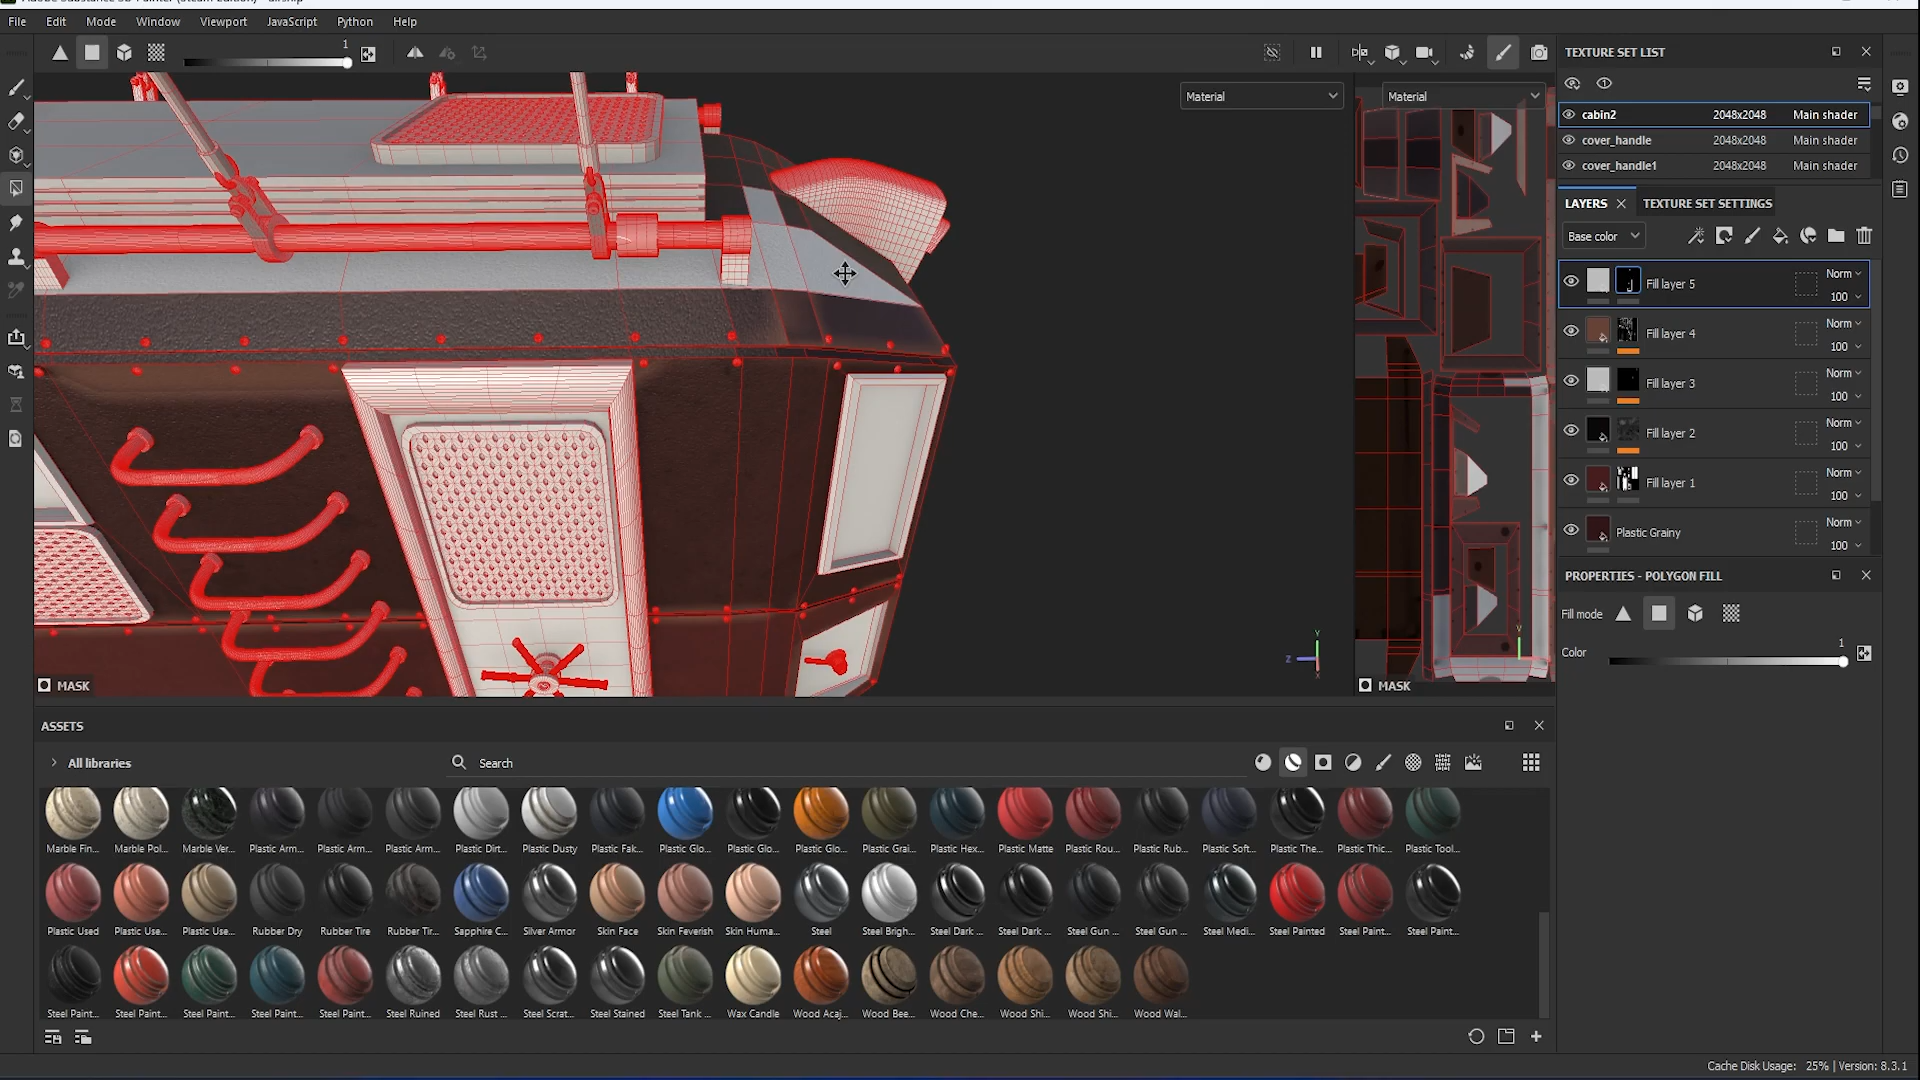 File Edit Mode Window Viewport JavaScript Python Help
1
TEXTURE SET LIST
Material
Material
cabin2 2048x2048 Main shader
cover_handle 2048x2048 Main shader
cover_handle1 2048x2048 Main shader
LAYERS TEXTURE SET SETTINGS
Base color
Fill layer 5 Norm 100
Fill layer 4 Norm 100
Fill layer 3 Norm 100
Fill layer 2 Norm 100
Fill layer 1 Norm 100
Plastic Grainy Norm 100
PROPERTIES - POLYGON FILL
Fill mode
Color 1
Y
Z
MASK
MASK
ASSETS
All libraries Search
Marble Fin... Marble Pol... Marble Ver... Plastic Arm... Plastic Arm... Plastic Arm... Plastic Dirt... Plastic Dusty Plastic Fak... Plastic Glo... Plastic Glo... Plastic Glo... Plastic Grai... Plastic Hex... Plastic Matte Plastic Rou... Plastic Rub... Plastic Soft... Plastic The... Plastic Thic... Plastic Tool...
Plastic Used Plastic Use... Plastic Use... Rubber Dry Rubber Tire Rubber Tir... Sapphire C... Silver Armor Skin Face Skin Feverish Skin Huma... Steel Steel Brigh... Steel Dark ... Steel Dark ... Steel Gun ... Steel Gun ... Steel Medi... Steel Painted Steel Paint... Steel Paint...
Steel Paint... Steel Paint... Steel Paint... Steel Paint... Steel Paint... Steel Ruined Steel Rust ... Steel Scrat... Steel Stained Steel Tank ... Wax Candle Wood Acaj... Wood Bee... Wood Che... Wood Shi... Wood Shi... Wood Wal...
Cache Disk Usage: 25% | Version: 8.3.1